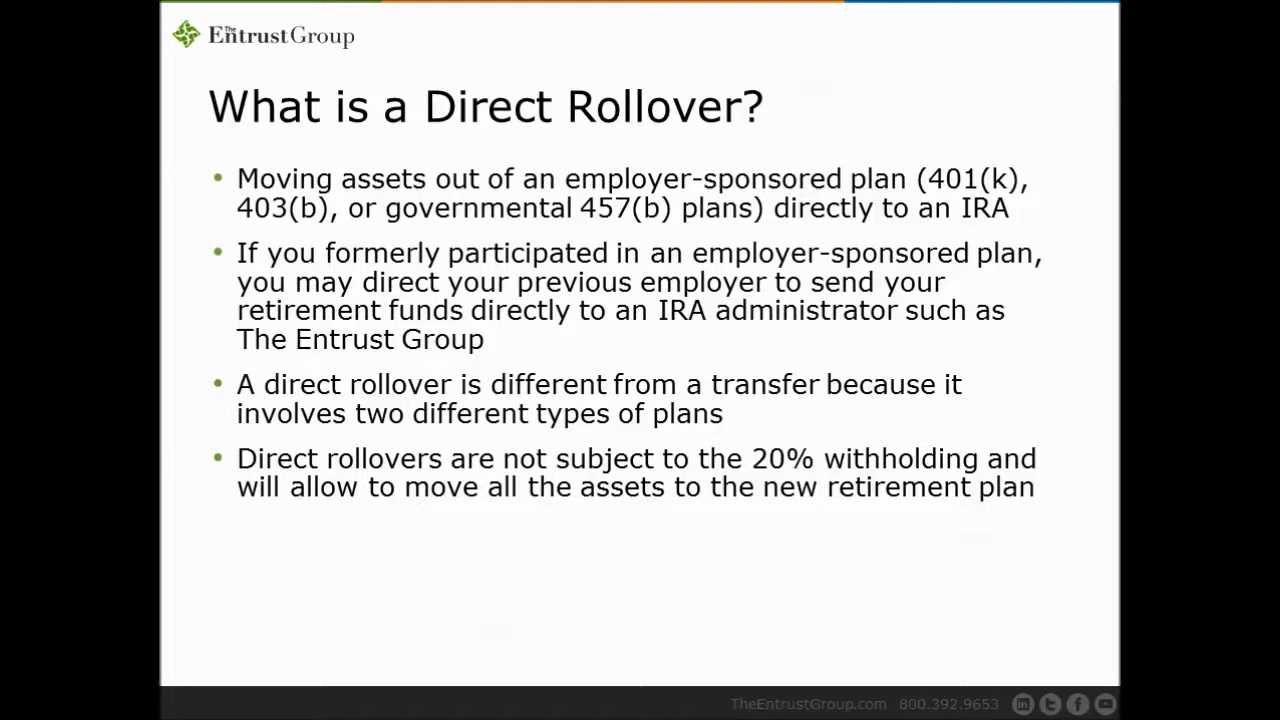 The EntrustGroup
What is a Direct Rollover?
• Moving assets out of an employer-sponsored plan (401(k),
403(b), or governmental 457(b) plans) directly to an IRA
• If you formerly participated in an employer-sponsored plan,
you may direct your previous employer to send your
retirement funds directly to an IRA administrator such as
The Entrust Group
• A direct rollover is different from a transfer because it
involves two different types of plans
• Direct rollovers are not subject to the 20% withholding and
will allow to move all the assets to the new retirement plan
TheEntrustGroup.com 800.392.9653